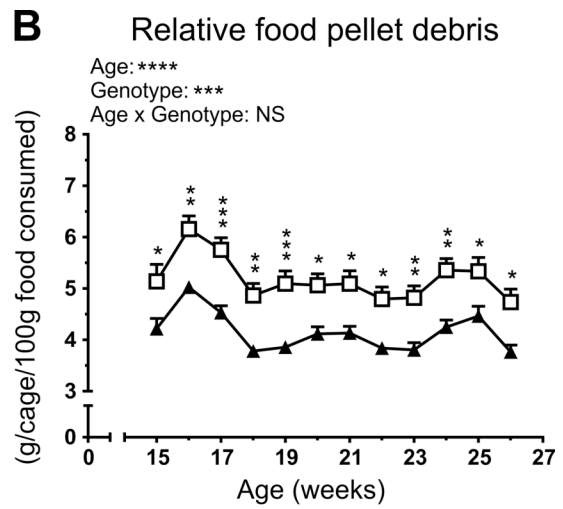 B
Relative food pellet debris
Age: ****
Genotype: ***
Age x Genotype: NS
(g/cage/100g food consumed)
8
7
6
5
4
3
0
*
**
***
**
***
*
*
*
**
**
*
*
0 15 17 19 21 23 25 27
Age (weeks)